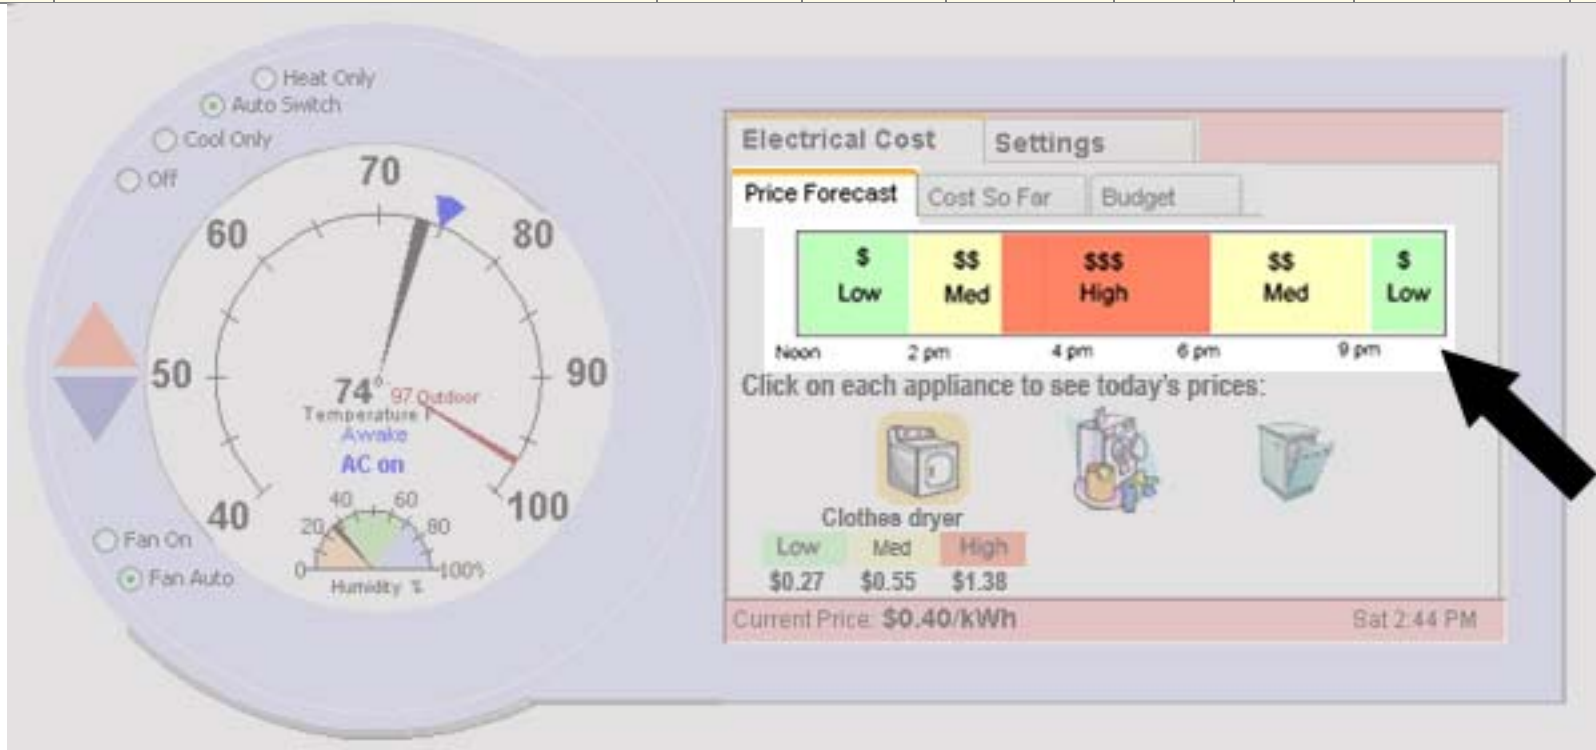 Heat Only
Auto Switch
Cool Only
Off
70
60
80
50
90
74°
97 Outdoor
Temperature F
Awake
AC on
40
100
40
60
20
80
0
100%
Humidity %
Fan On
Fan Auto
Electrical Cost
Settings
Price Forecast
Cost So Far
Budget
$ $$ $$$ $$ $
Low Med High Med Low
Noon 2 pm 4 pm 6 pm 9 pm
Click on each appliance to see today's prices:
Clothes dryer
Low Med High
$0.27 $0.55 $1.38
Current Price: $0.40/kWh
Sat 2:44 PM